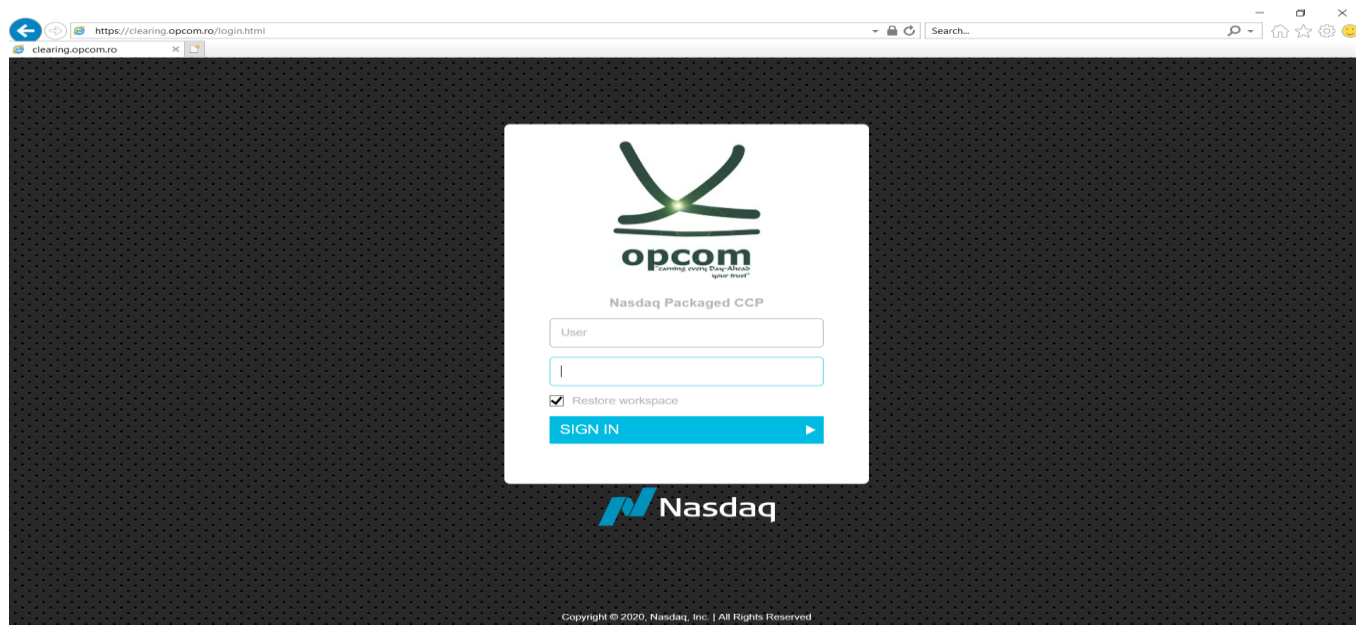 https://clearing.opcom.ro/login.html
Search...
clearing.opcom.ro
opcom
"earning every Day-Ahead
your trust"
Nasdaq Packaged CCP
User
Restore workspace
SIGN IN
Nasdaq
Copyright © 2020, Nasdaq, Inc. | All Rights Reserved